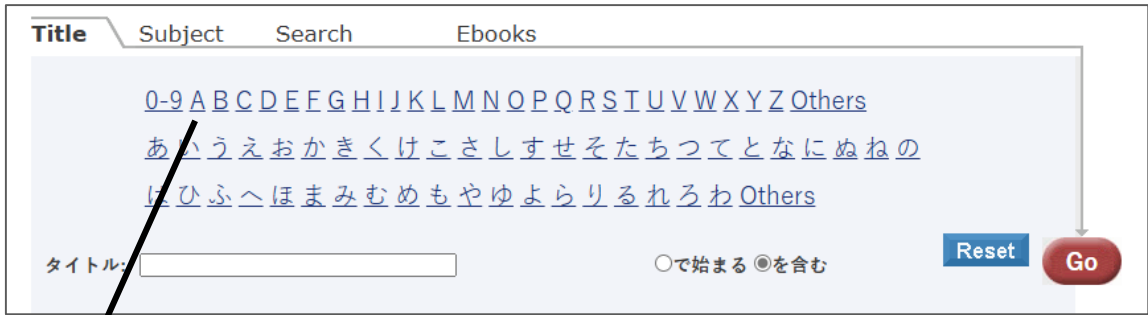 Title Subject Search Ebooks
0-9 A B C D E F G H I J K L M N O P Q R S T U V W X Y Z Others
あ い う え お か き く け こ さ し す せ そ た ち つ て と な に ぬ ね の
は ひ ふ へ ほ ま み む め も や ゆ よ ら り る れ ろ わ Others
タイトル: で始まる を含む Reset Go